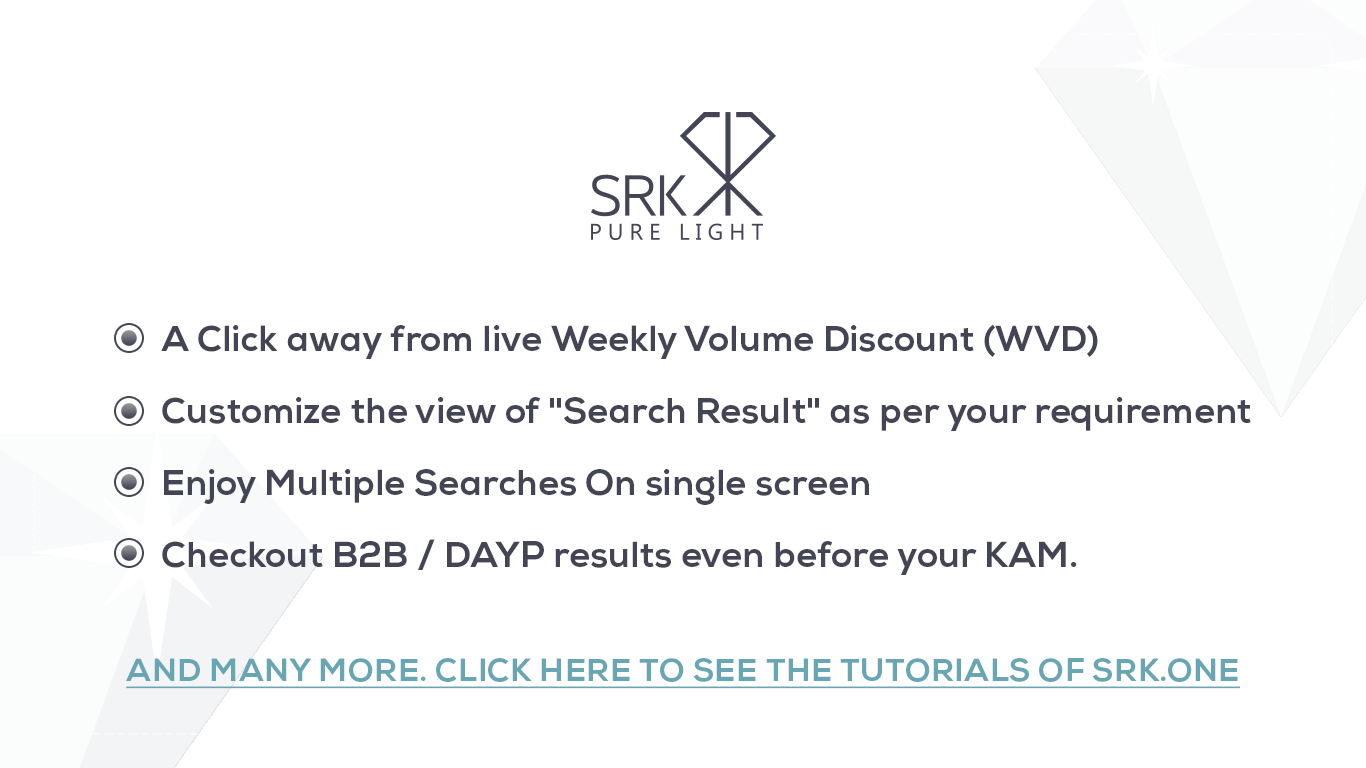 SRK
PURE LIGHT
A Click away from live Weekly Volume Discount (WVD)
Customize the view of "Search Result" as per your requirement
Enjoy Multiple Searches On single screen
Checkout B2B / DAYP results even before your KAM.
AND MANY MORE. CLICK HERE TO SEE THE TUTORIALS OF SRK.ONE